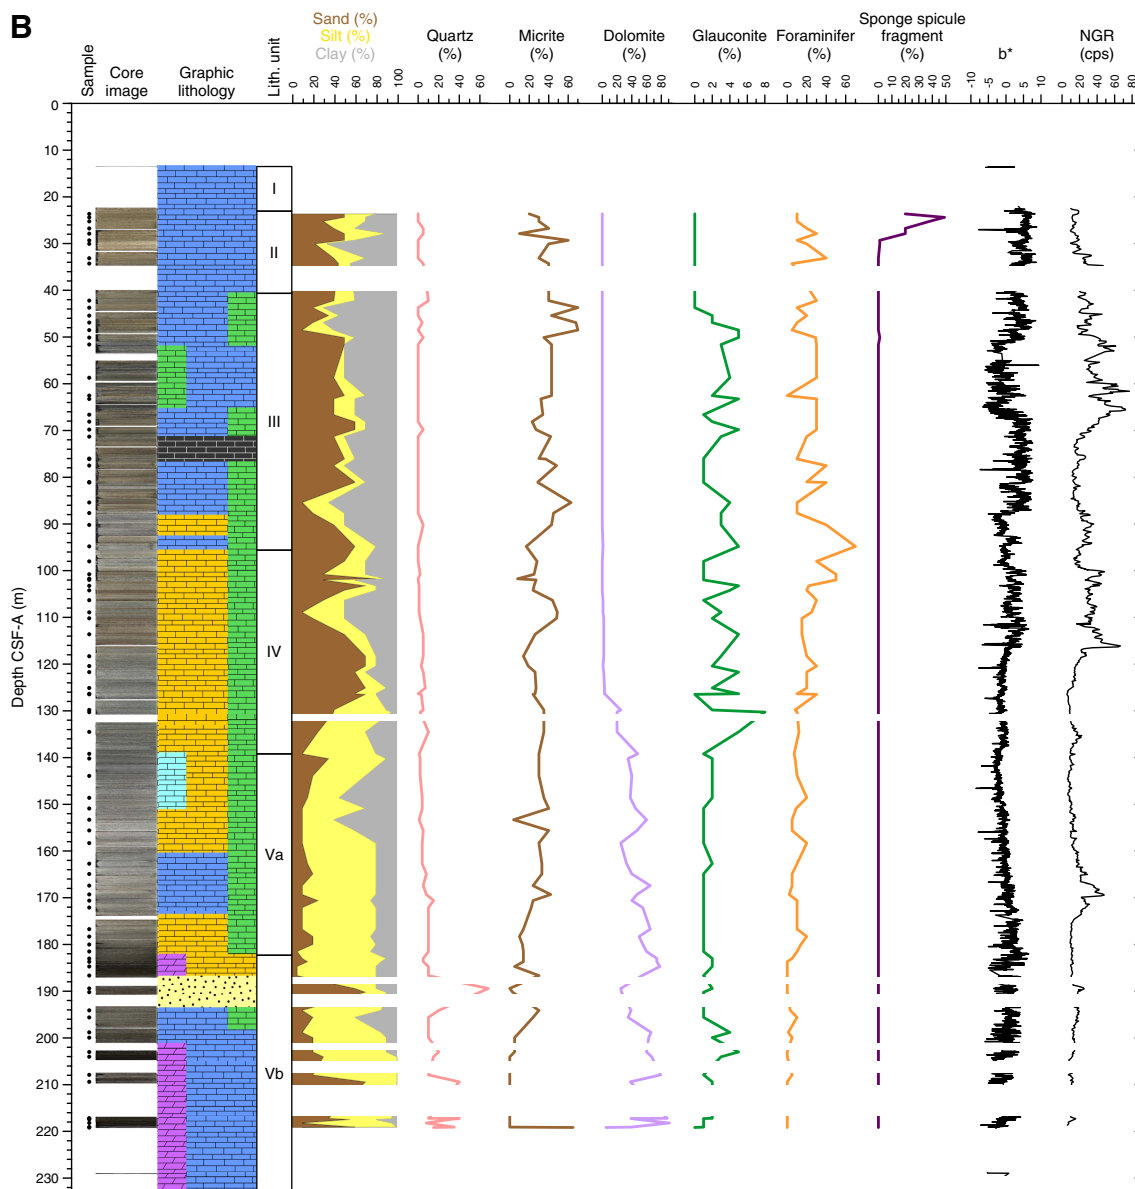 B
Sample
Core
image
Graphic
lithology
Lith. unit
Sand (%)
Silt (%)
Clay (%)
0 20 40 60 80 100
Quartz
(%)
0 20 40 60
Micrite
(%)
0 20 40 60
Dolomite
(%)
0 20 40 60 80
Glauconite
(%)
0 2 4 6 8
Foraminifer
(%)
0 20 40 60
Sponge spicule
fragment
(%)
0 10 20 30 40 50
b*
-10 -5 0 5 10
NGR
(cps)
0 10 20 40 60 80
Depth CSF-A (m)
0
10
20
30
40
50
60
70
80
90
100
110
120
130
140
150
160
170
180
190
200
210
220
230
I
II
III
IV
Va
Vb